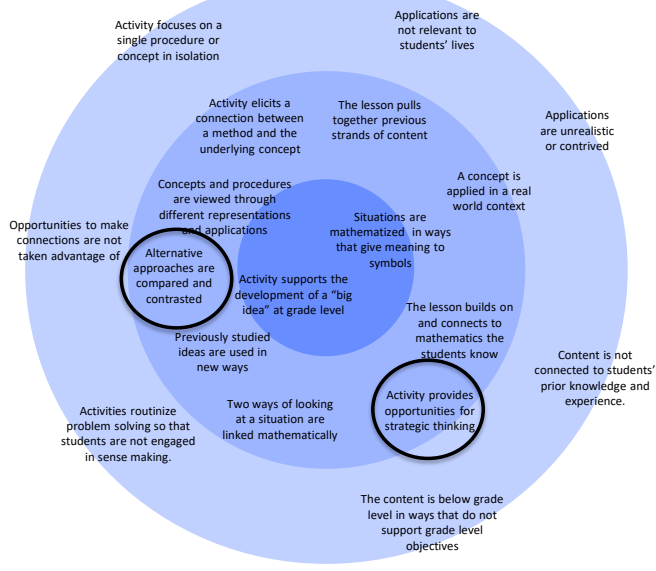 Activity focuses on a
single procedure or
concept in isolation
Applications are
not relevant to
students' lives
Activity elicits a
connection between
a method and the
underlying concept
The lesson pulls
together previous
strands of content
Applications
are unrealistic
or contrived
Concepts and procedures
are viewed through
different representations
and applications
A concept is
applied in a real
world context
Opportunities to make
connections are not
taken advantage of
Situations are
mathematized in ways
that give meaning to
symbols
Alternative
approaches are
compared and
contrasted
Activity supports the
development of a “big
idea” at grade level
The lesson builds on
and connects to
mathematics the
students know
Previously studied
ideas are used in
new ways
Content is not
connected to students'
prior knowledge and
experience.
Activities routinize
problem solving so that
students are not engaged
in sense making.
Two ways of looking
at a situation are
linked mathematically
Activity provides
opportunities for
strategic thinking
The content is below grade
level in ways that do not
support grade level
objectives